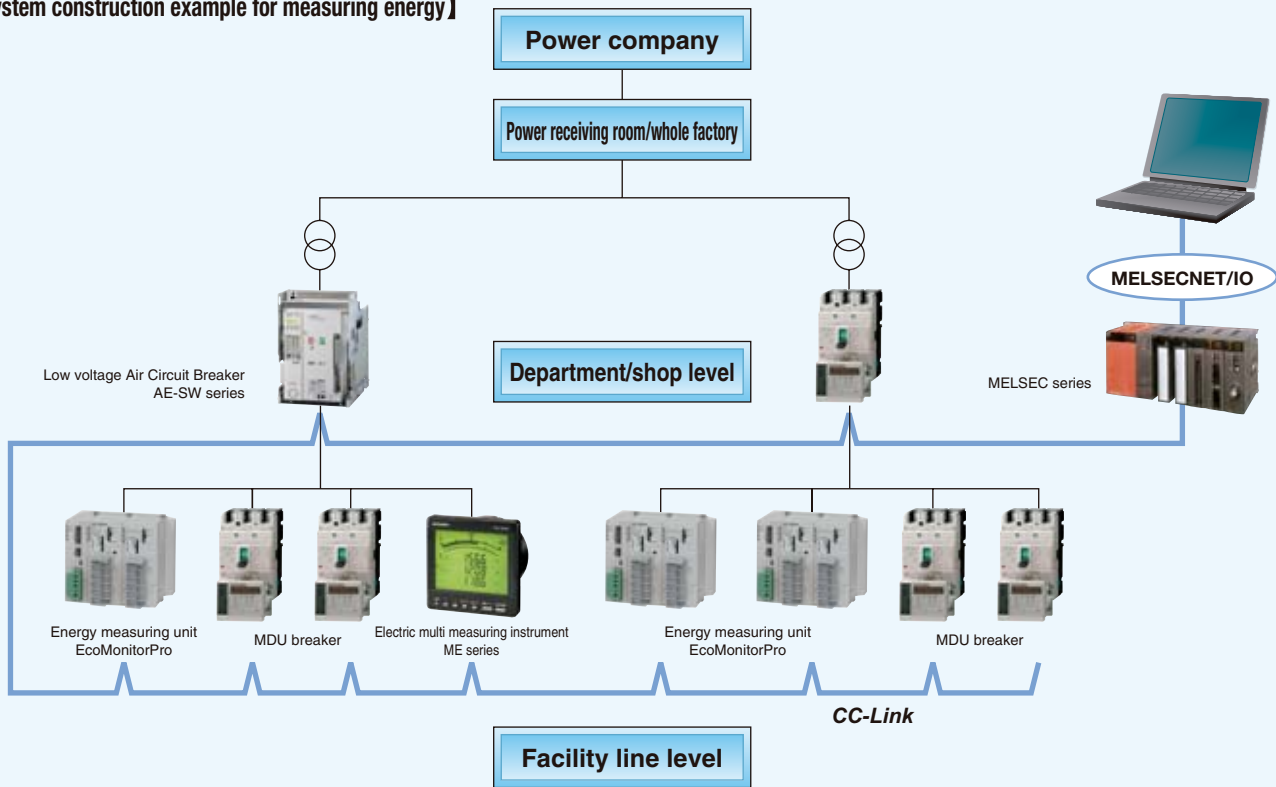 ystem construction example for measuring energy】
Power company
Power receiving room/whole factory
MELSECNET/IO
Low voltage Air Circuit Breaker
AE-SW series
Department/shop level
MELSEC series
Energy measuring unit
EcoMonitorPro
MDU breaker
Electric multi measuring instrument
ME series
Energy measuring unit
EcoMonitorPro
MDU breaker
CC-Link
Facility line level